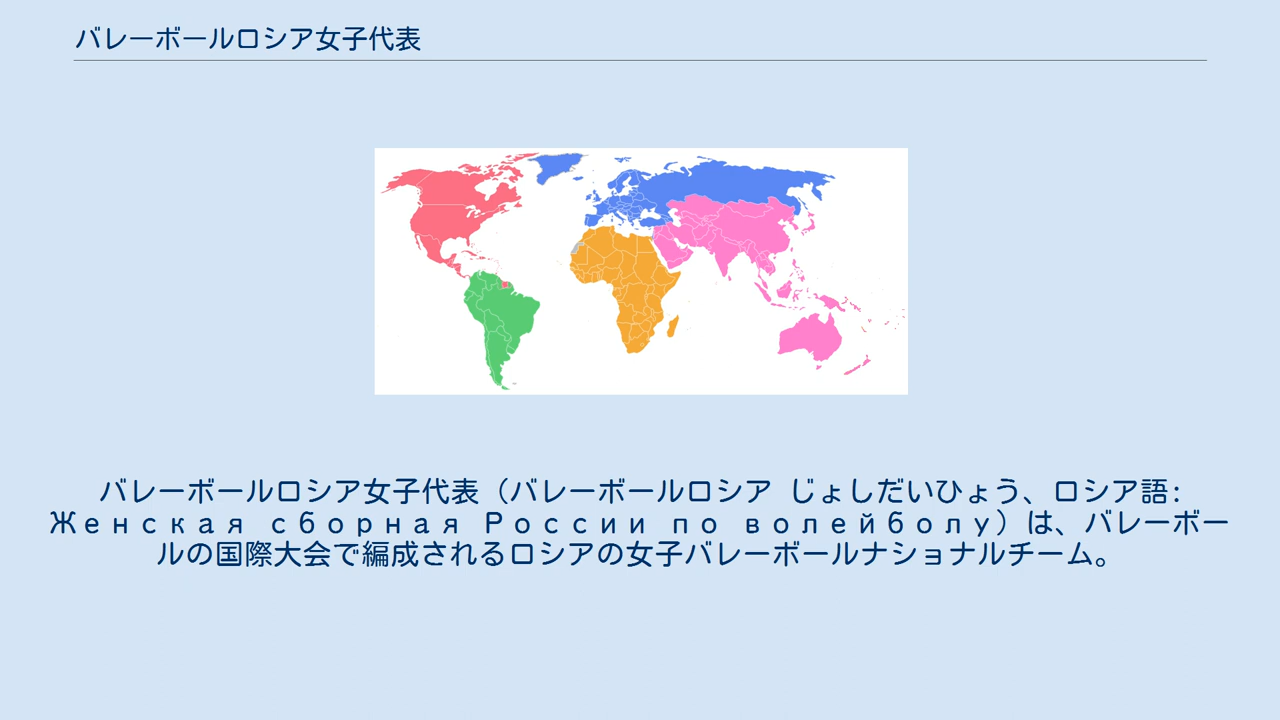 バレーボールロシア女子代表
バレーボールロシア女子代表（バレーボールロシア じょしだいひょう、ロシア語:
Женская сборная России по волейболу）は、バレーボー
ルの国際大会で編成されるロシアの女子バレーボールナショナルチーム。